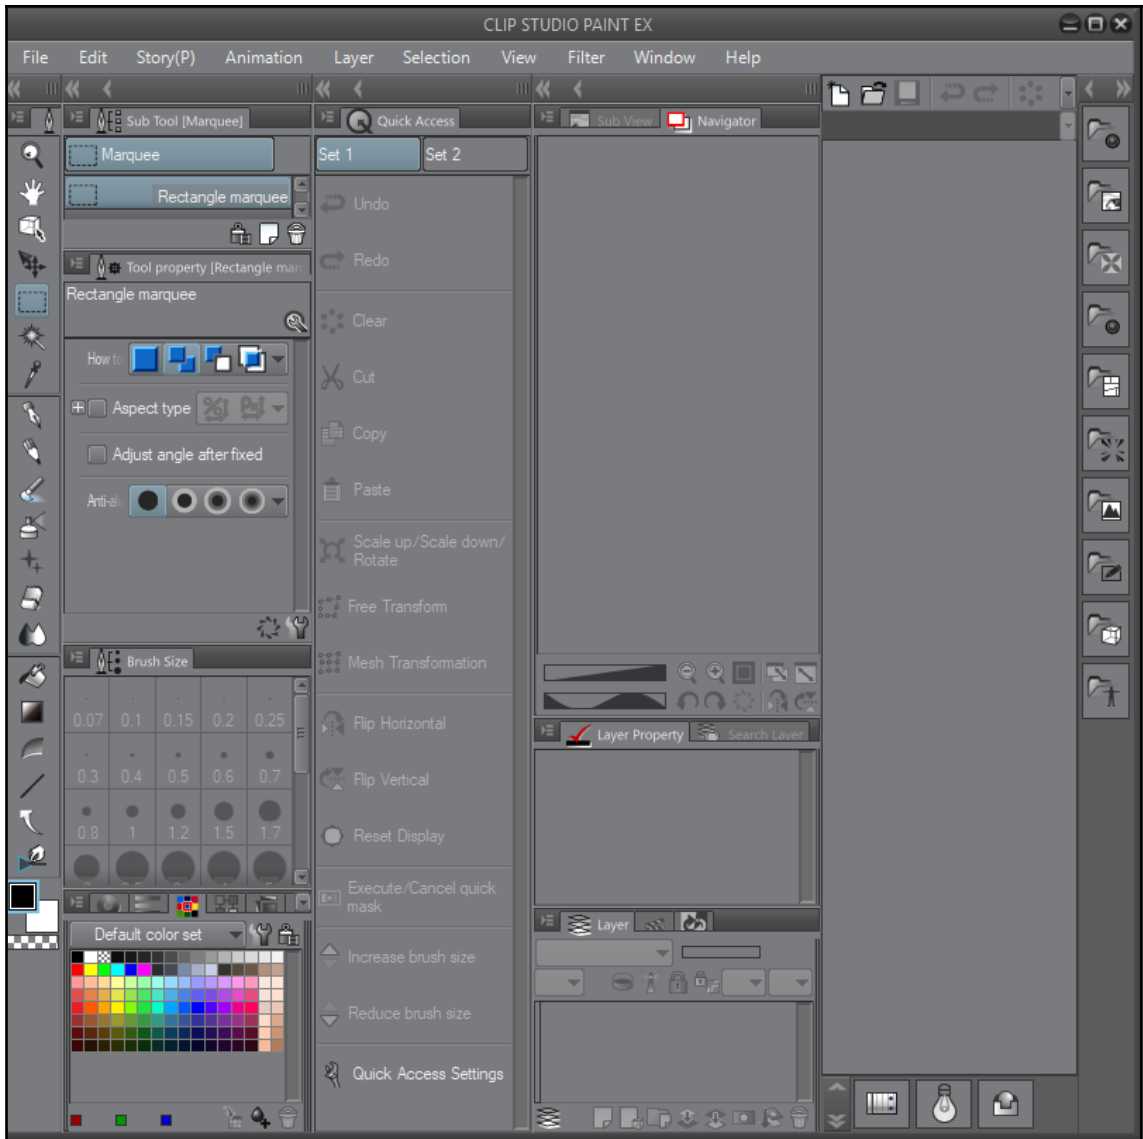 CLIP STUDIO PAINT EX
File Edit Story(P) Animation Layer Selection View Filter Window Help
Sub Tool [Marquee]
Marquee
Rectangle marquee
Tool property [Rectangle mar
Rectangle marquee
How to
Aspect type
Adjust angle after fixed
Anti-al
Brush Size
0.07 0.1 0.15 0.2 0.25
0.3 0.4 0.5 0.6 0.7
0.8 1 1.2 1.5 1.7
Default color set
Quick Access
Set 1 Set 2
Undo
Redo
Clear
Cut
Copy
Paste
Scale up/Scale down/
Rotate
Free Transform
Mesh Transformation
Flip Horizontal
Flip Vertical
Reset Display
Execute/Cancel quick
mask
Increase brush size
Reduce brush size
Quick Access Settings
Sub View Navigator
Layer Property Search Layer
Layer